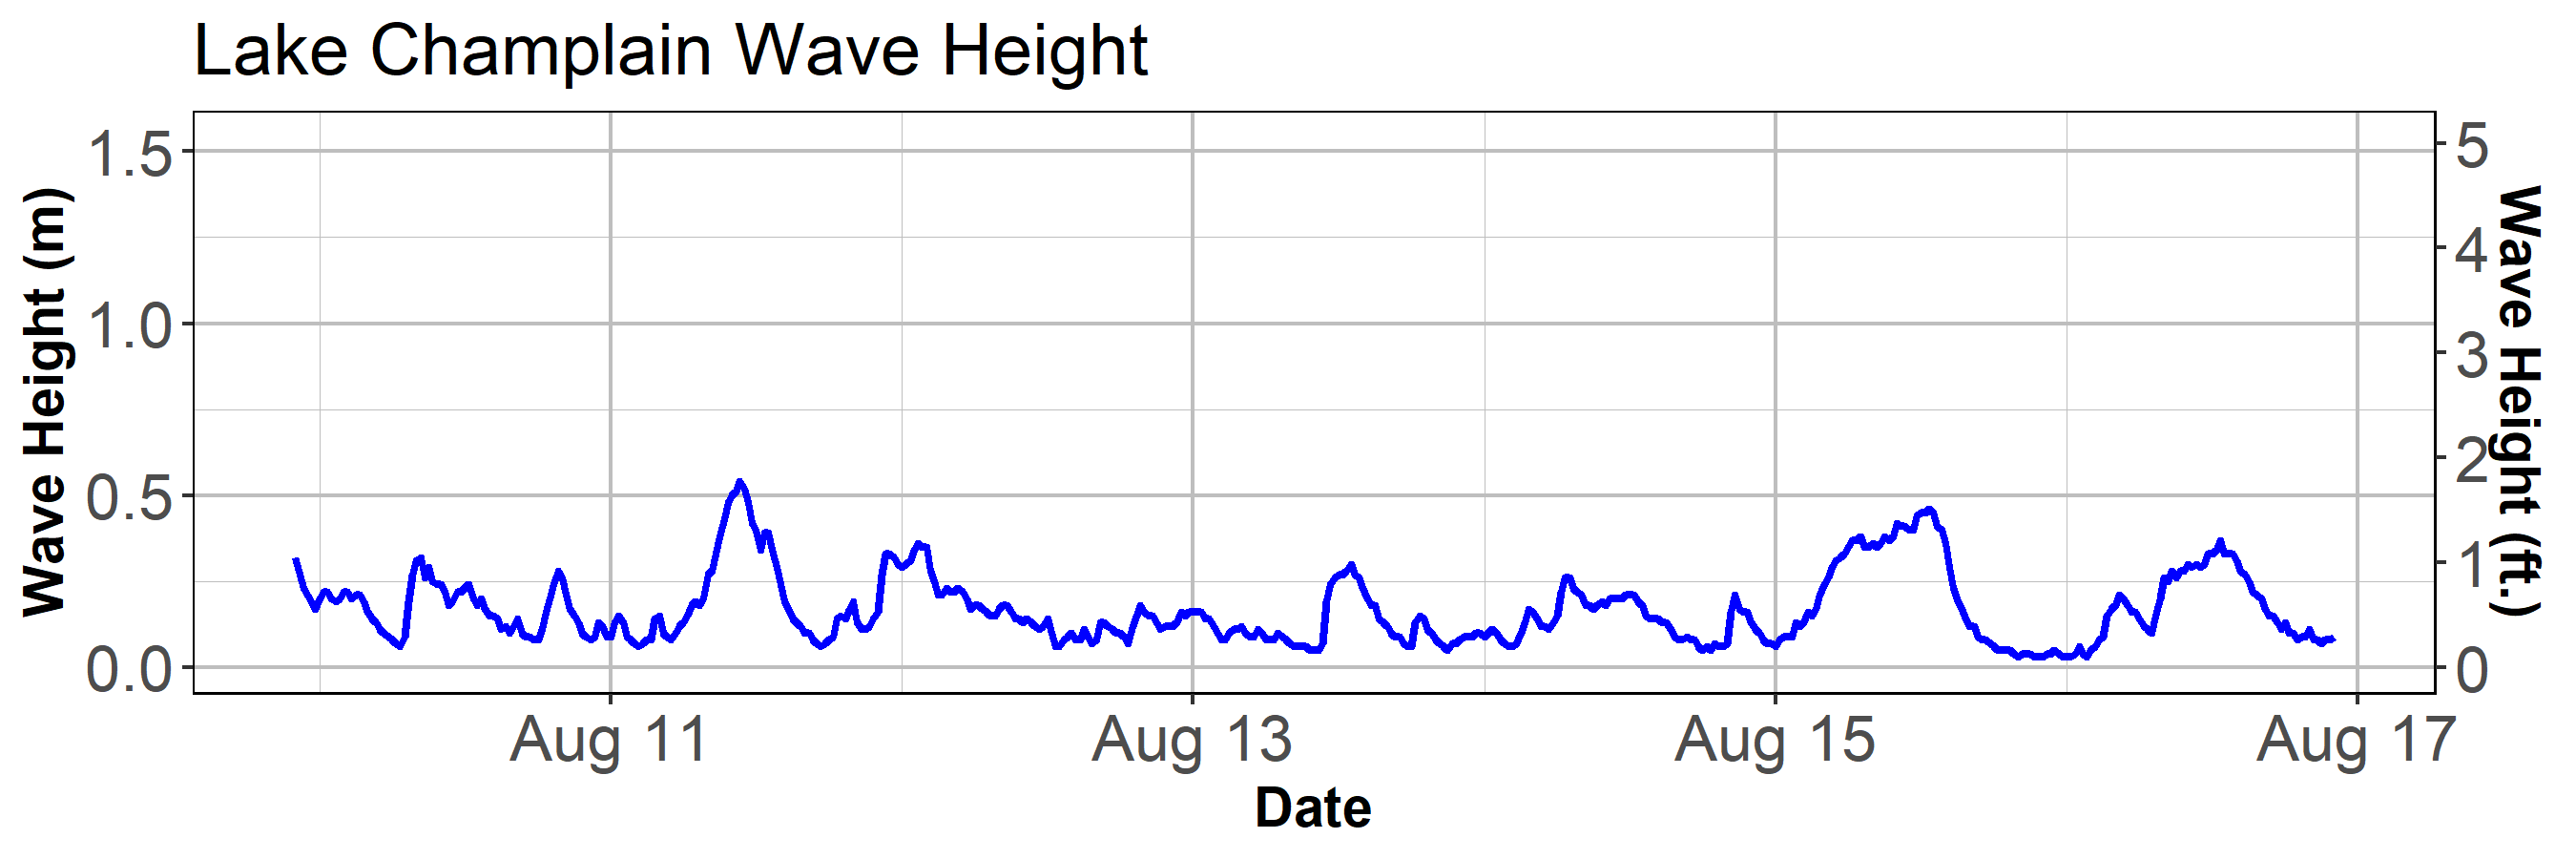 Lake Champlain Wave Height
Wave Height (m)
1.5
1.0
0.5
0.0
5
4
3
2
1
0
Wave Height (ft.)
Aug 11
Aug 13
Aug 15
Aug 17
Date